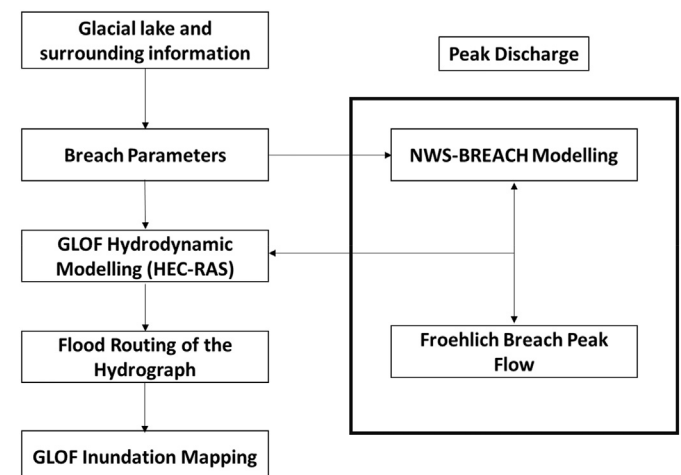 Glacial lake and
surrounding information
Peak Discharge
Breach Parameters
NWS-BREACH Modelling
GLOF Hydrodynamic
Modelling (HEC-RAS)
Flood Routing of the
Hydrograph
Froehlich Breach Peak
Flow
GLOF Inundation Mapping